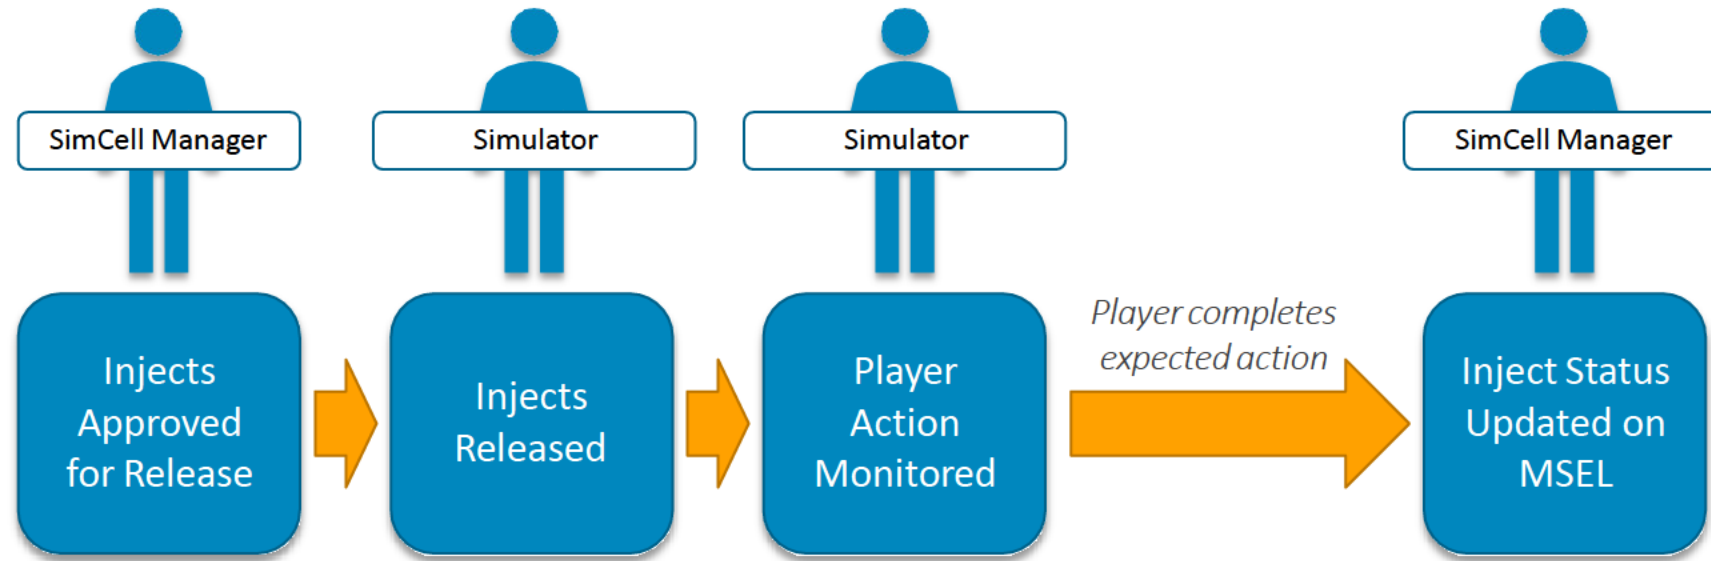 SimCell Manager
Simulator
Simulator
SimCell Manager
Injects
Approved
for Release
Injects
Released
Player
Action
Monitored
Player completes
expected action
Inject Status
Updated on
MSEL